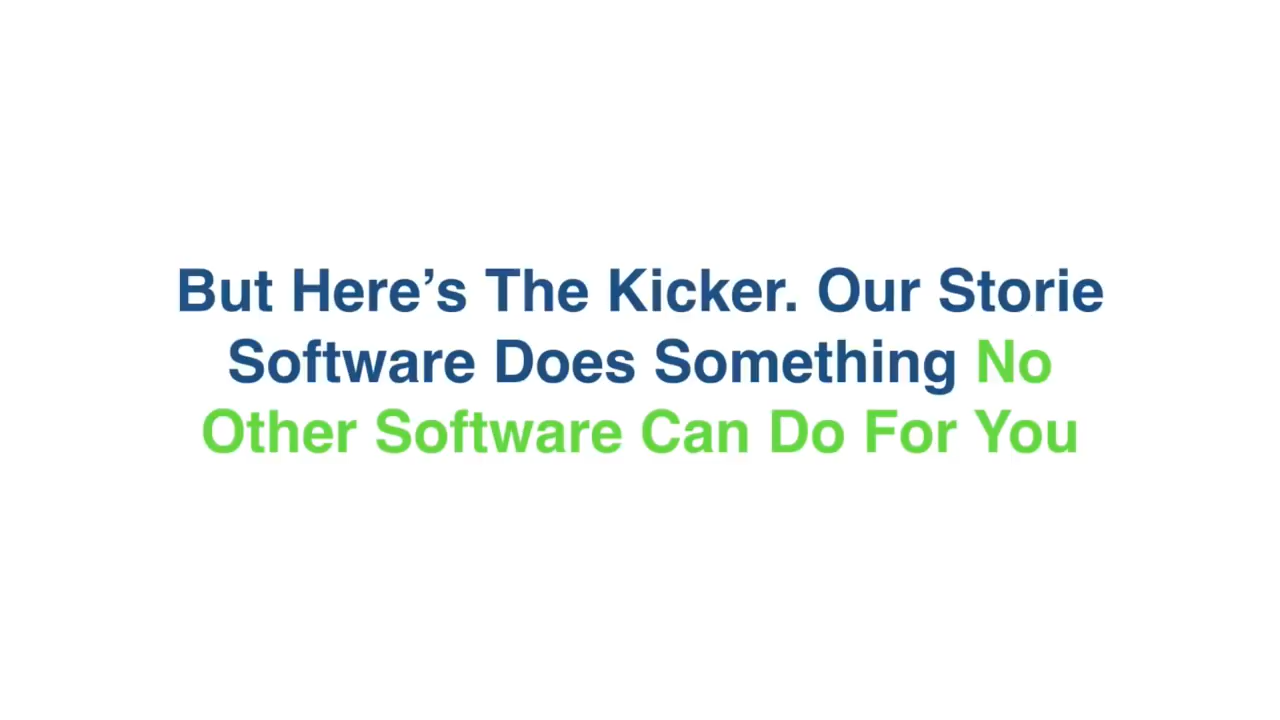 But Here’s The Kicker. Our Storie
Software Does Something No
Other Software Can Do For You